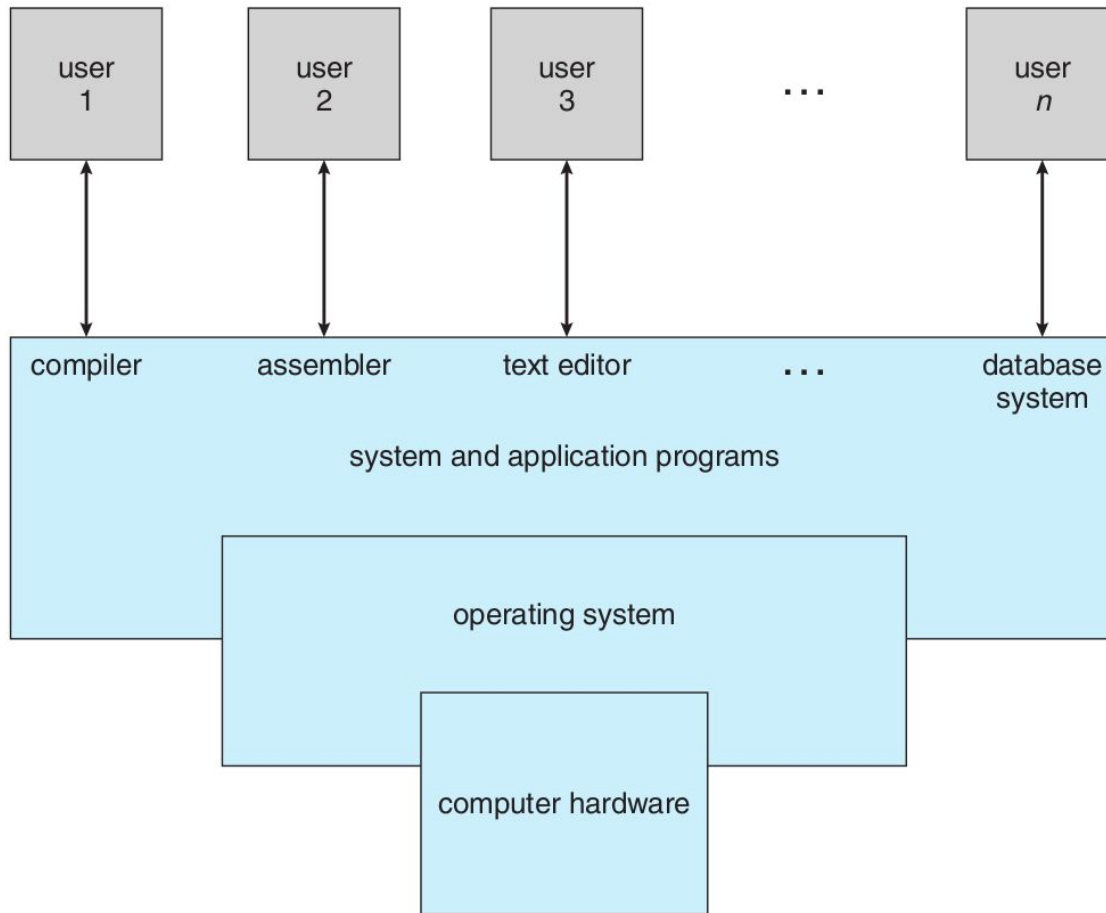 user
1
user
2
user
3
...
user
n
compiler
assembler
text editor
...
database
system
system and application programs
operating system
computer hardware